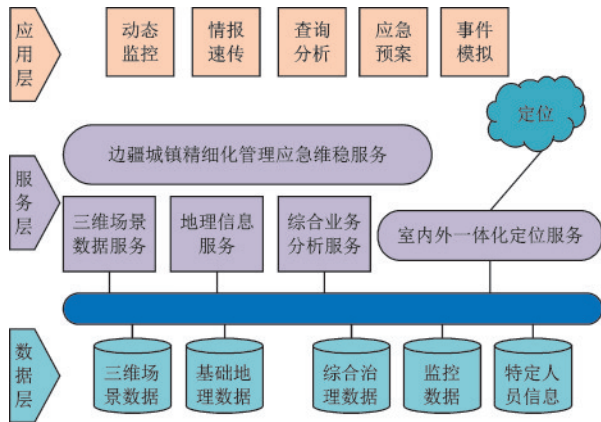 应用层
动态监控
情报速传
查询分析
应急预案
事件模拟
定位
服务层
边疆城镇精细化管理应急维稳服务
三维场景数据服务
地理信息服务
综合业务分析服务
室内外一体化定位服务
数据层
三维场景数据
基础地理数据
综合治理数据
监控数据
特定人员信息